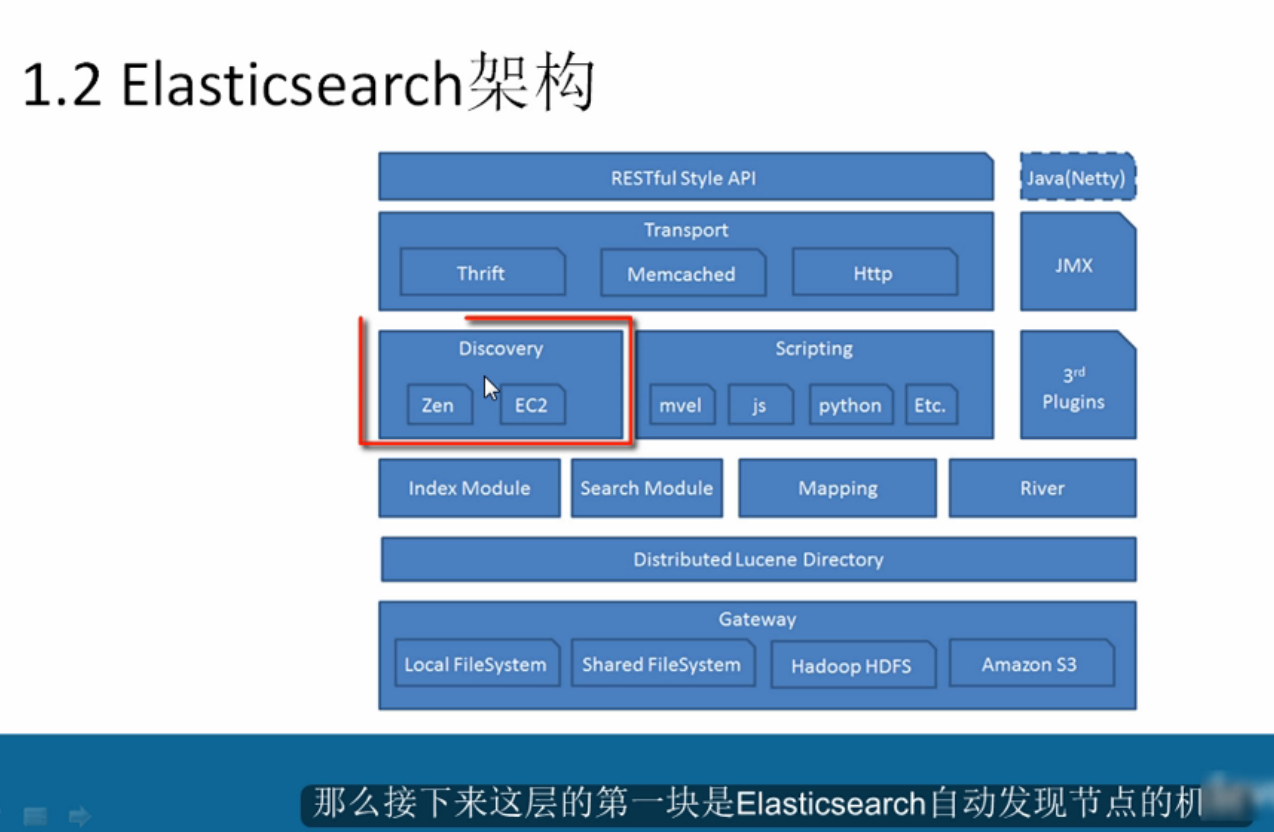 1.2 Elasticsearch架构
RESTful Style API
Java(Netty)
Transport
Thrift
Memcached
Http
JMX
Discovery
Zen
EC2
Scripting
mvel
js
python
Etc.
3rd
Plugins
Index Module
Search Module
Mapping
River
Distributed Lucene Directory
Gateway
Local FileSystem
Shared FileSystem
Hadoop HDFS
Amazon S3
那么接下来这层的第一块是Elasticsearch自动发现节点的机